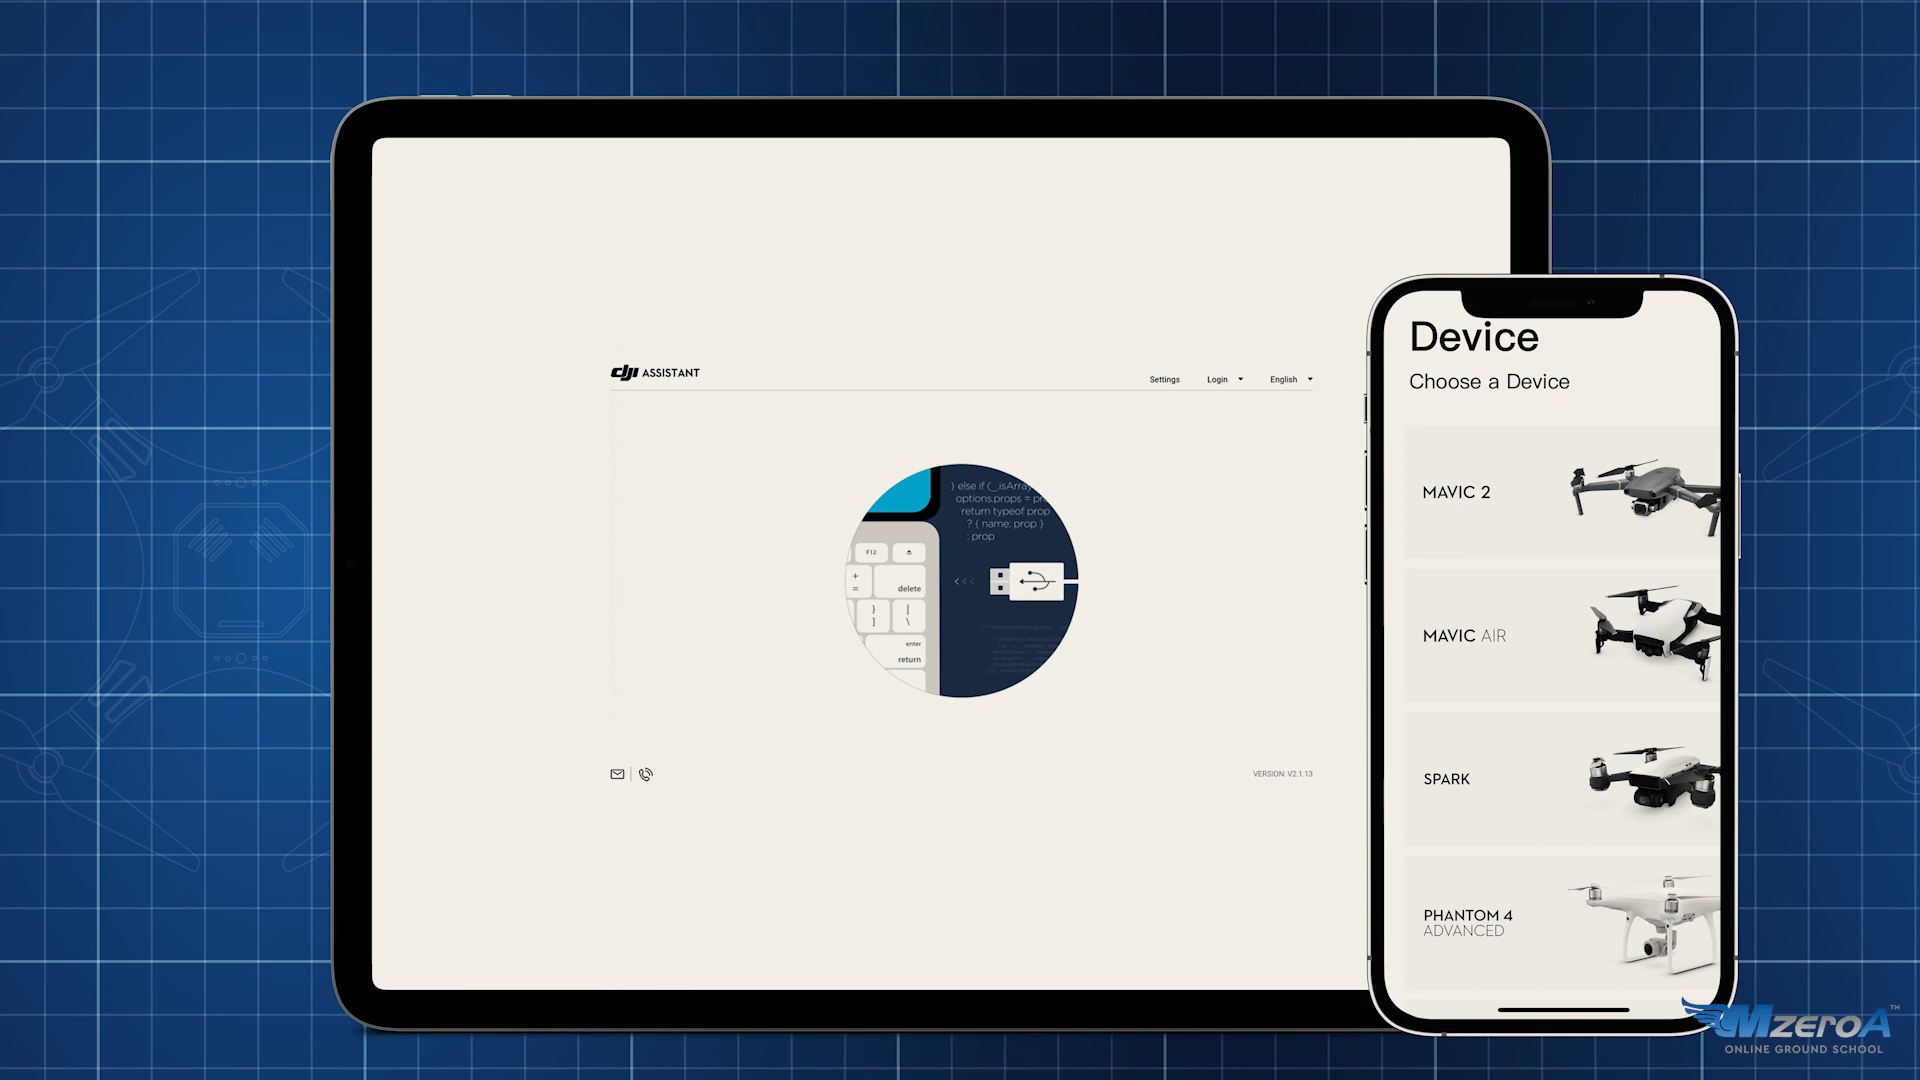 dji ASSISTANT
Settings
Login
English
} else if (_.isArray
options.props = pr
return typeof prop
? { name: prop }
: prop
F12
+
=
delete
}
]
[
\
enter
return
VERSION: V2.1.13
Device
Choose a Device
MAVIC 2
MAVIC AIR
SPARK
PHANTOM 4
ADVANCED
MzeroA™
ONLINE GROUND SCHOOL